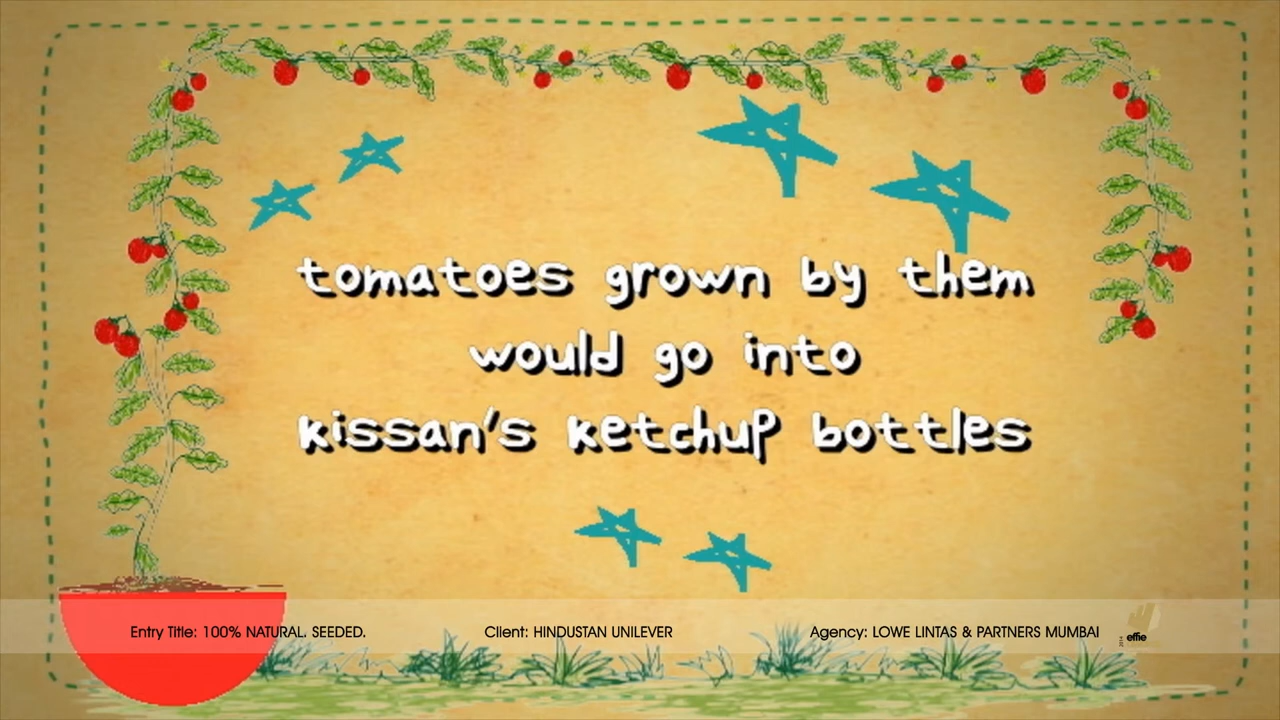 tomatoes grown by them
would go into
kissan's ketchup bottles
Entry Title: 100% NATURAL. SEEDED. Client: HINDUSTAN UNILEVER Agency: LOWE LINTAS & PARTNERS MUMBAI effie